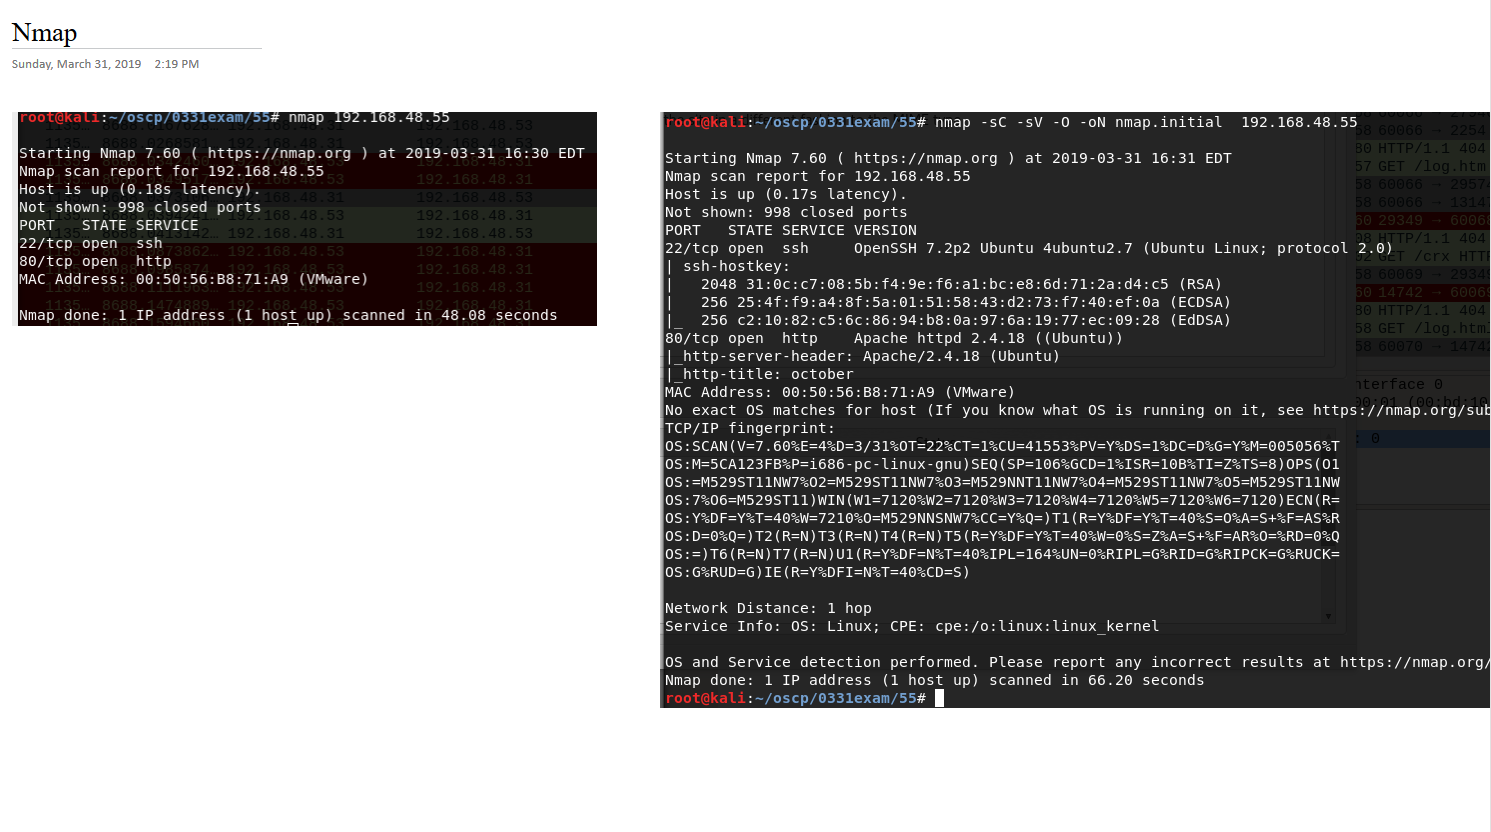 Nmap
Sunday, March 31, 2019 2:19 PM
root@kali:~/oscp/0331exam/55# nmap 192.168.48.55
Starting Nmap 7.60 ( https://nmap.org ) at 2019-03-31 16:30 EDT
Nmap scan report for 192.168.48.55
Host is up (0.18s latency).
Not shown: 998 closed ports
PORT   STATE SERVICE
22/tcp open  ssh
80/tcp open  http
MAC Address: 00:50:56:B8:71:A9 (VMware)
Nmap done: 1 IP address (1 host up) scanned in 48.08 seconds
root@kali:~/oscp/0331exam/55# nmap -sC -sV -O -oN nmap.initial  192.168.48.55
Starting Nmap 7.60 ( https://nmap.org ) at 2019-03-31 16:31 EDT
Nmap scan report for 192.168.48.55
Host is up (0.17s latency).
Not shown: 998 closed ports
PORT   STATE SERVICE VERSION
22/tcp open  ssh     OpenSSH 7.2p2 Ubuntu 4ubuntu2.7 (Ubuntu Linux; protocol 2.0)
| ssh-hostkey:
|   2048 31:0c:c7:08:5b:f4:9e:f6:a1:bc:e8:6d:71:2a:d4:c5 (RSA)
|   256 25:4f:f9:a4:8f:5a:01:51:58:43:d2:73:f7:40:ef:0a (ECDSA)
|_  256 c2:10:82:c5:6c:86:94:b8:0a:97:6a:19:77:ec:09:28 (EdDSA)
80/tcp open  http    Apache httpd 2.4.18 ((Ubuntu))
|_http-server-header: Apache/2.4.18 (Ubuntu)
|_http-title: october
MAC Address: 00:50:56:B8:71:A9 (VMware)
No exact OS matches for host (If you know what OS is running on it, see https://nmap.org/sub
TCP/IP fingerprint:
OS:SCAN(V=7.60%E=4%D=3/31%OT=22%CT=1%CU=41553%PV=Y%DS=1%DC=D%G=Y%M=005056%T
OS:M=5CA123FB%P=i686-pc-linux-gnu)SEQ(SP=106%GCD=1%ISR=10B%TI=Z%TS=8)OPS(O1
OS:=M529ST11NW7%O2=M529ST11NW7%O3=M529NNT11NW7%O4=M529ST11NW7%O5=M529ST11NW
OS:7%O6=M529ST11)WIN(W1=7120%W2=7120%W3=7120%W4=7120%W5=7120%W6=7120)ECN(R=
OS:Y%DF=Y%T=40%W=7210%O=M529NNSNW7%CC=Y%Q=)T1(R=Y%DF=Y%T=40%S=O%A=S+%F=AS%R
OS:D=0%Q=)T2(R=N)T3(R=N)T4(R=N)T5(R=Y%DF=Y%T=40%W=0%S=Z%A=S+%F=AR%O=%RD=0%Q
OS:=)T6(R=N)T7(R=N)U1(R=Y%DF=N%T=40%IPL=164%UN=0%RIPL=G%RID=G%RIPCK=G%RUCK=
OS:G%RUD=G)IE(R=Y%DFI=N%T=40%CD=S)
Network Distance: 1 hop
Service Info: OS: Linux; CPE: cpe:/o:linux:linux_kernel
OS and Service detection performed. Please report any incorrect results at https://nmap.org/
Nmap done: 1 IP address (1 host up) scanned in 66.20 seconds
root@kali:~/oscp/0331exam/55#